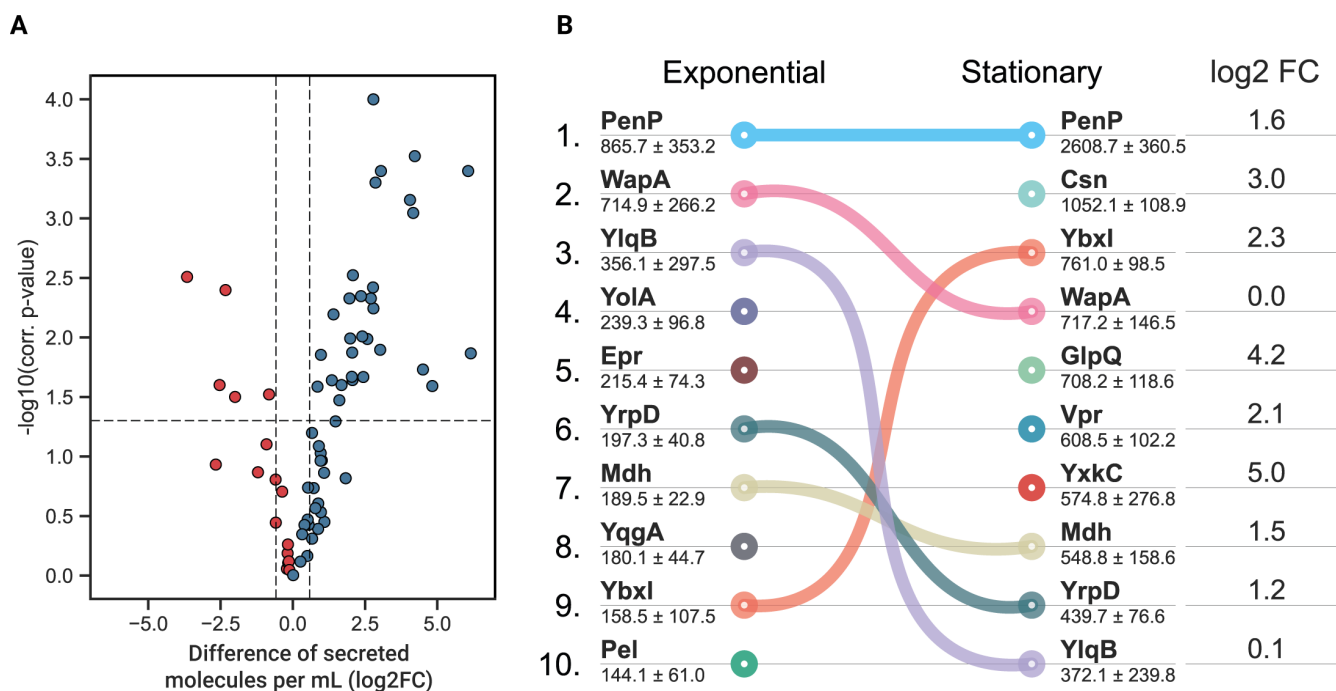 A
B
Exponential Stationary log2 FC
-log10(corr. p-value)
4.0
3.5
3.0
2.5
2.0
1.5
1.0
0.5
0.0
−5.0 −2.5 0.0 2.5 5.0
Difference of secreted
molecules per mL (log2FC)
1. PenP PenP 1.6
865.7 ± 353.2 2608.7 ± 360.5
2. WapA Csn 3.0
714.9 ± 266.2 1052.1 ± 108.9
3. YlqB YbxI 2.3
356.1 ± 297.5 761.0 ± 98.5
4. YolA WapA 0.0
239.3 ± 96.8 717.2 ± 146.5
5. Epr GlpQ 4.2
215.4 ± 74.3 708.2 ± 118.6
6. YrpD Vpr 2.1
197.3 ± 40.8 608.5 ± 102.2
7. Mdh YxkC 5.0
189.5 ± 22.9 574.8 ± 276.8
8. YqgA Mdh 1.5
180.1 ± 44.7 548.8 ± 158.6
9. YbxI YrpD 1.2
158.5 ± 107.5 439.7 ± 76.6
10. Pel YlqB 0.1
144.1 ± 61.0 372.1 ± 239.8